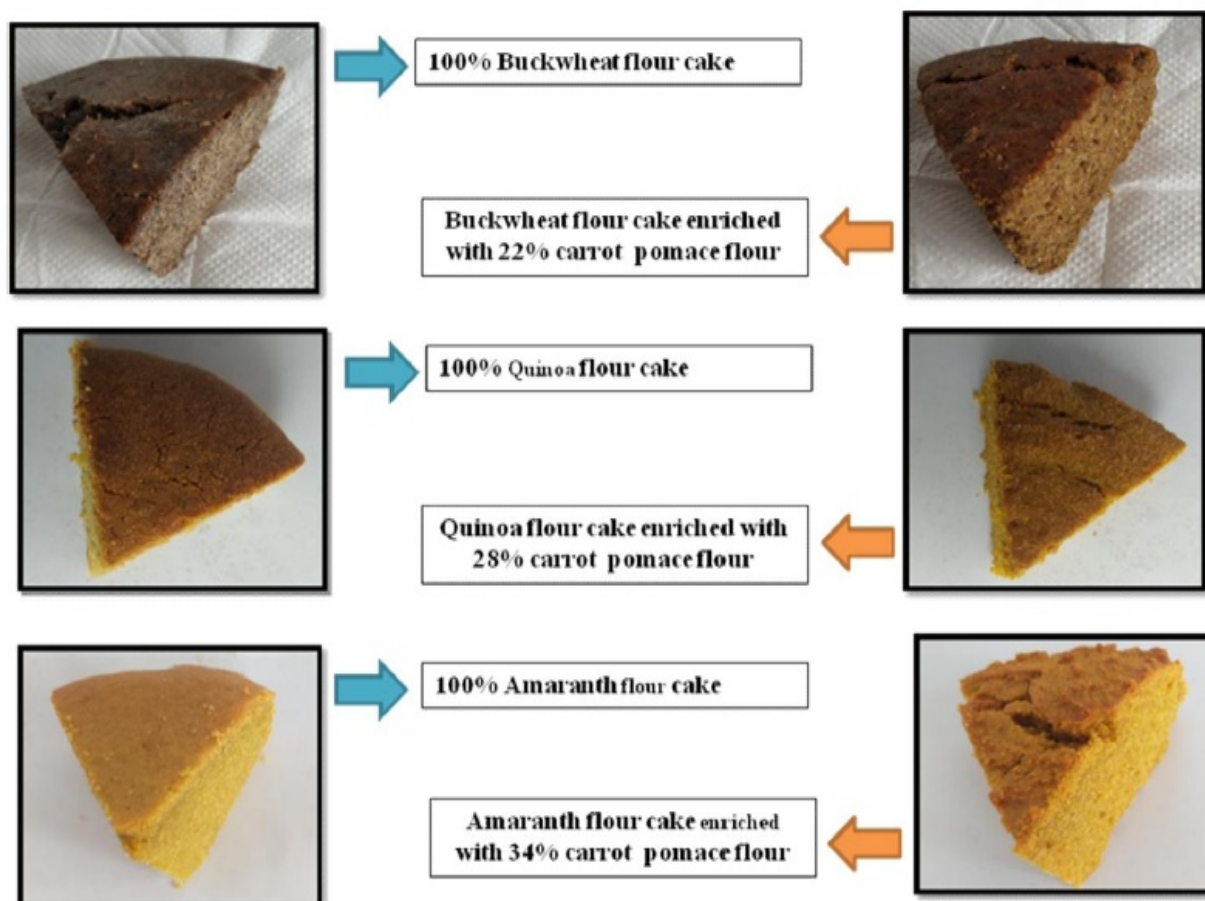 100% Buckwheat flour cake
Buckwheat flour cake enriched
with 22% carrot pomace flour
100% Quinoa flour cake
Quinoa flour cake enriched with
28% carrot pomace flour
100% Amaranth flour cake
Amaranth flour cake enriched
with 34% carrot pomace flour